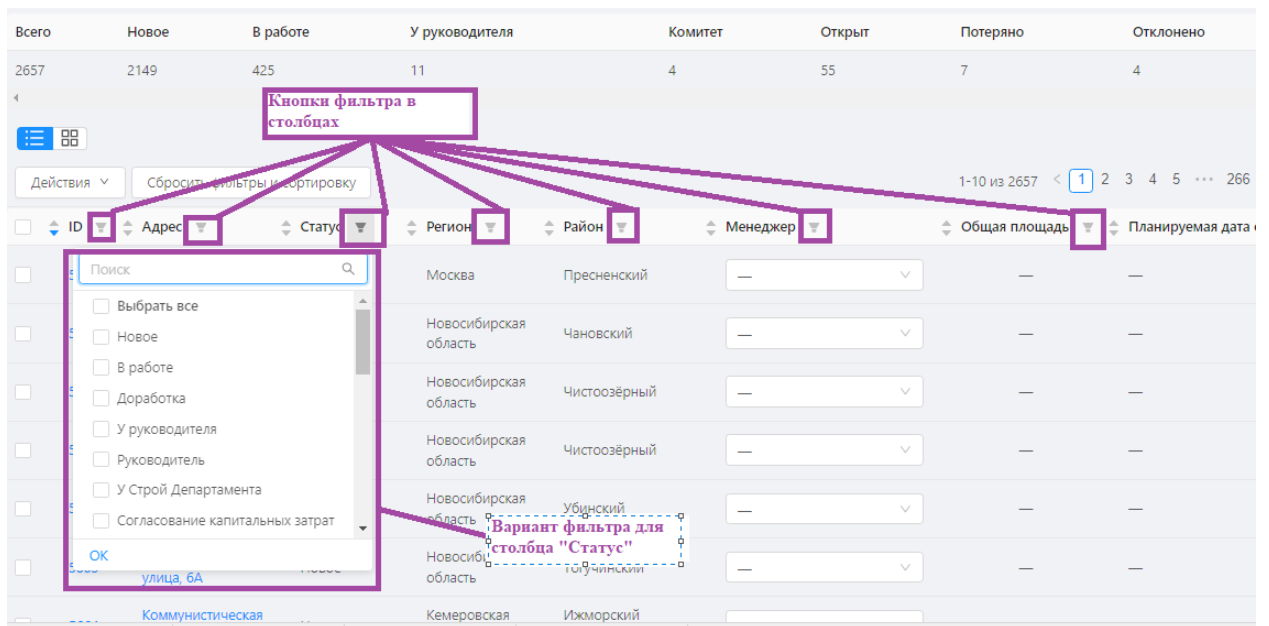 Всего Новое В работе У руководителя Комитет Открыт Потеряно Отклонено
2657 2149 425 11 4 55 7 4
Кнопки фильтра в
столбцах
Действия Сбросить фильтры и сортировку 1-10 из 2657 < 1 2 3 4 5 ··· 266
ID Адрес Статус Регион Район Менеджер Общая площадь Планируемая дата
Поиск
Выбрать все
Новое
В работе
Доработка
У руководителя
Руководитель
У Строй Департамента
Согласование капитальных затрат
OK
Москва Пресненский — — —
Новосибирская
область Чановский — — —
Новосибирская
область Чистоозёрный — — —
Новосибирская
область Чистоозёрный — — —
Новосибирская
область Убинский — — —
Вариант фильтра для
столбца "Статус"
улица, 6А Новое область Тогучинский — — —
Коммунистическая Кемеровская Ижморский